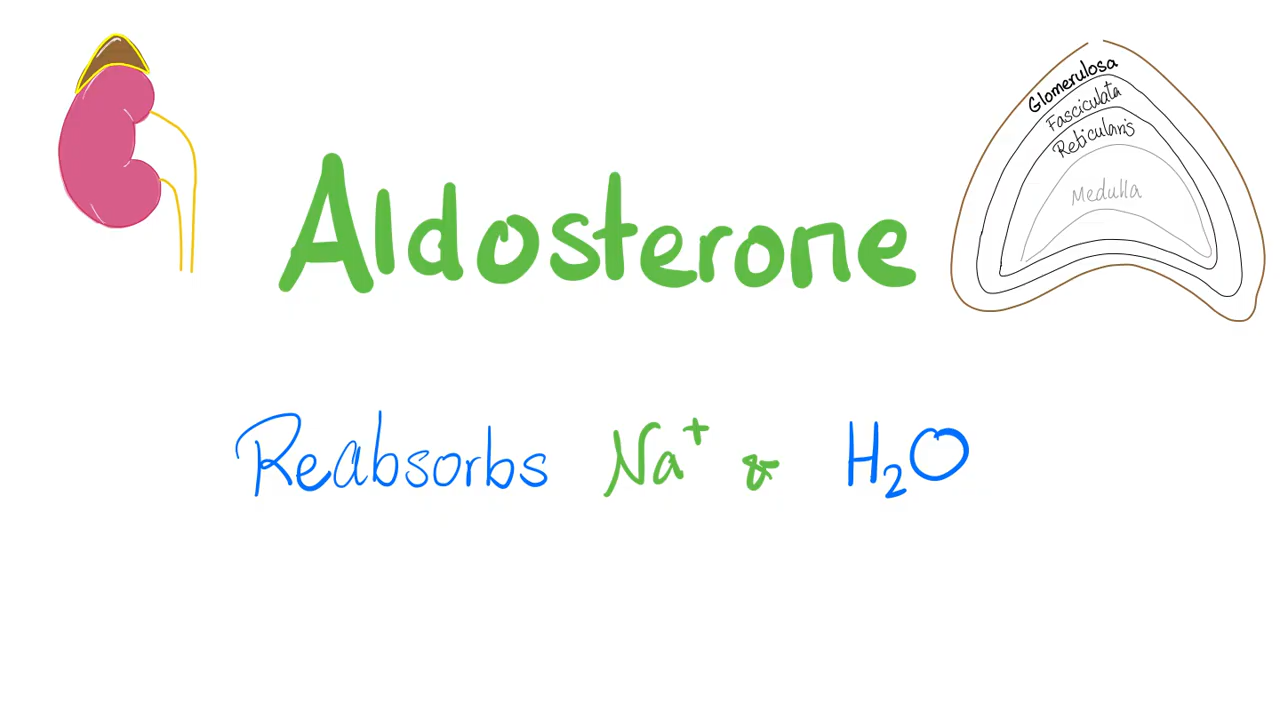 Glomerulosa
Fasciculata
Reticularis
Medulla
Aldosterone
Reabsorbs Na⁺ & H₂O